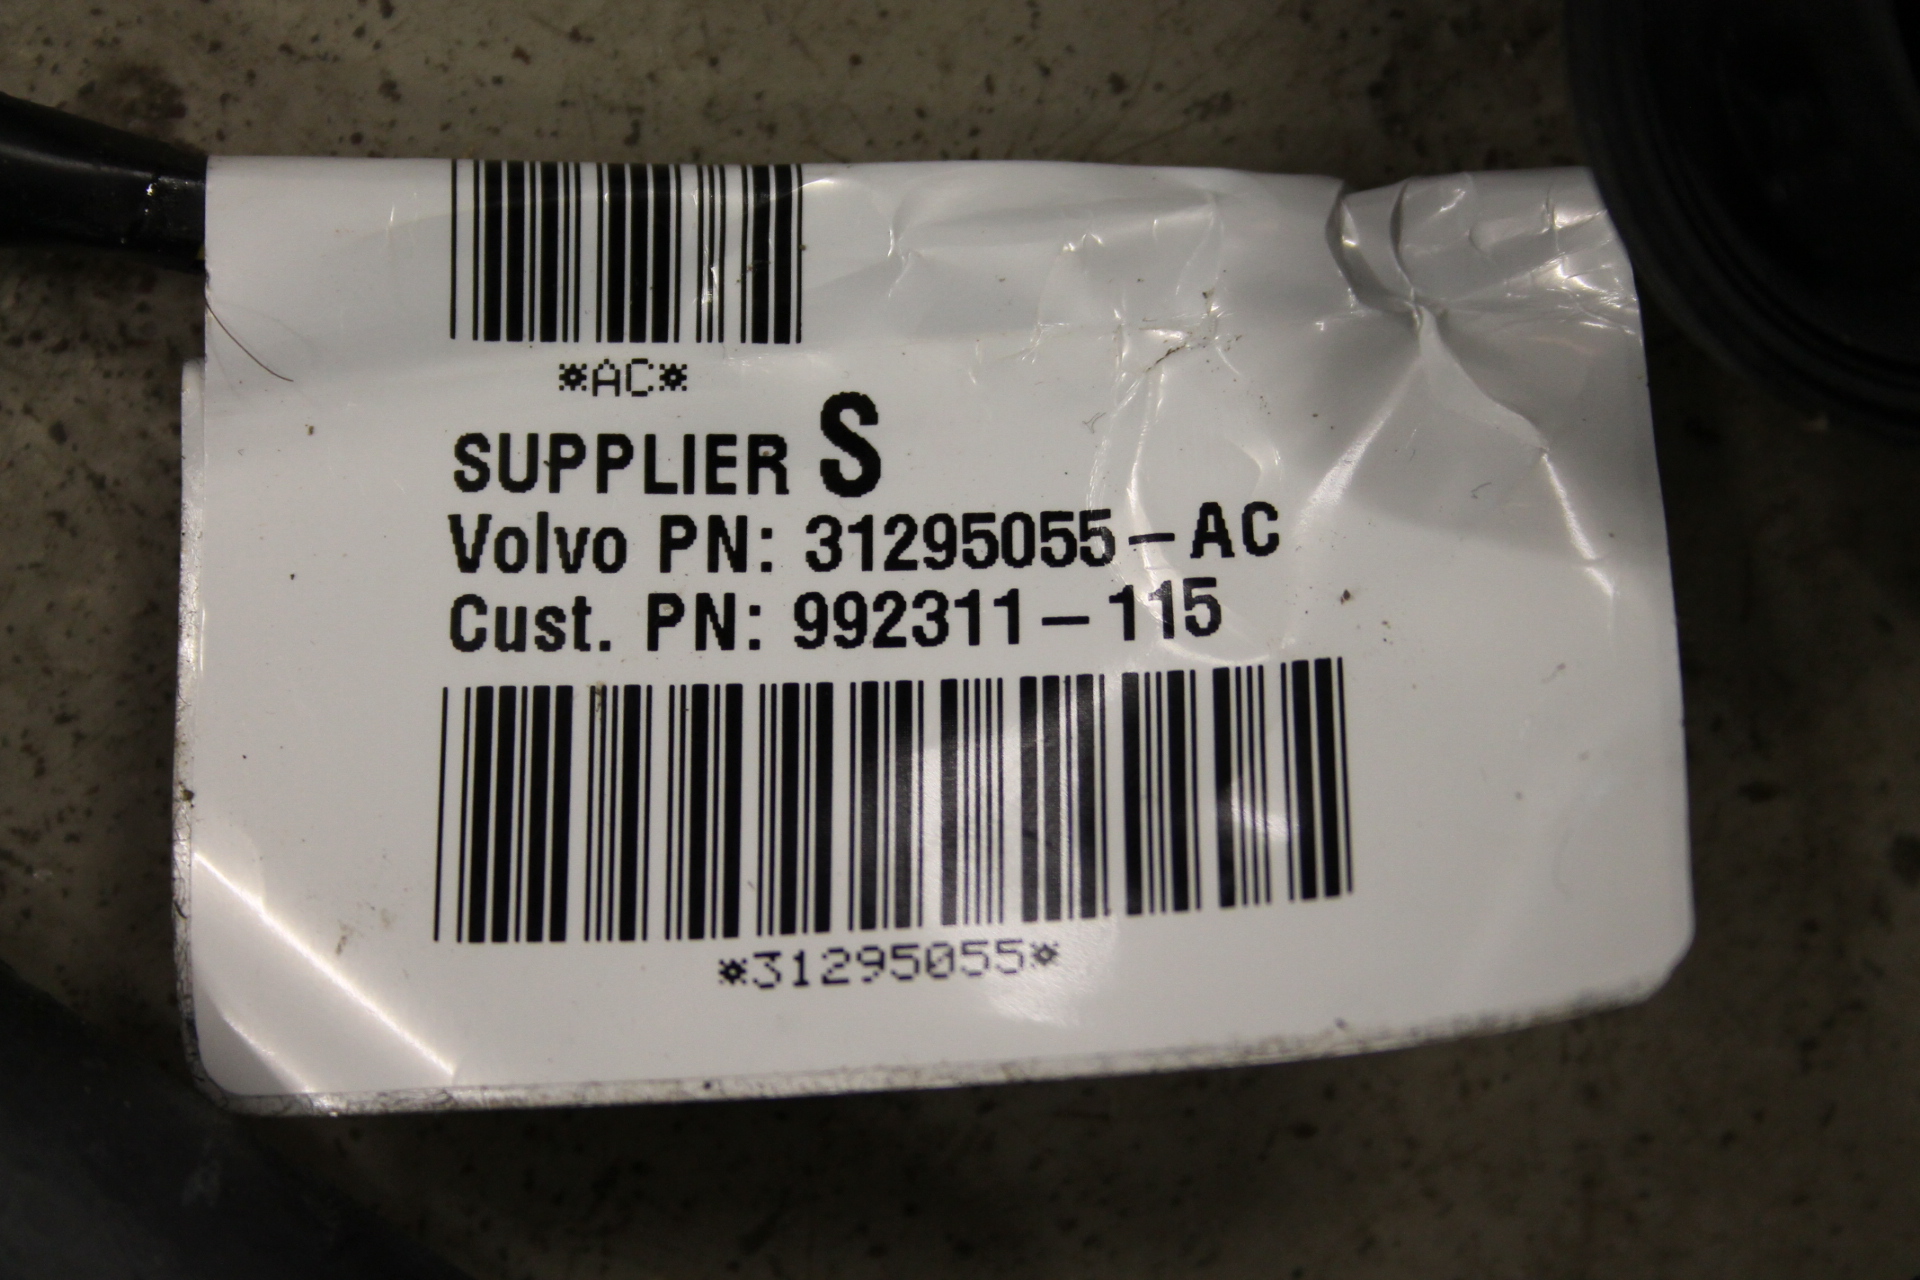 *AC*
SUPPLIER S
Volvo PN: 31295055-AC
Cust. PN: 992311-115
*31295055*